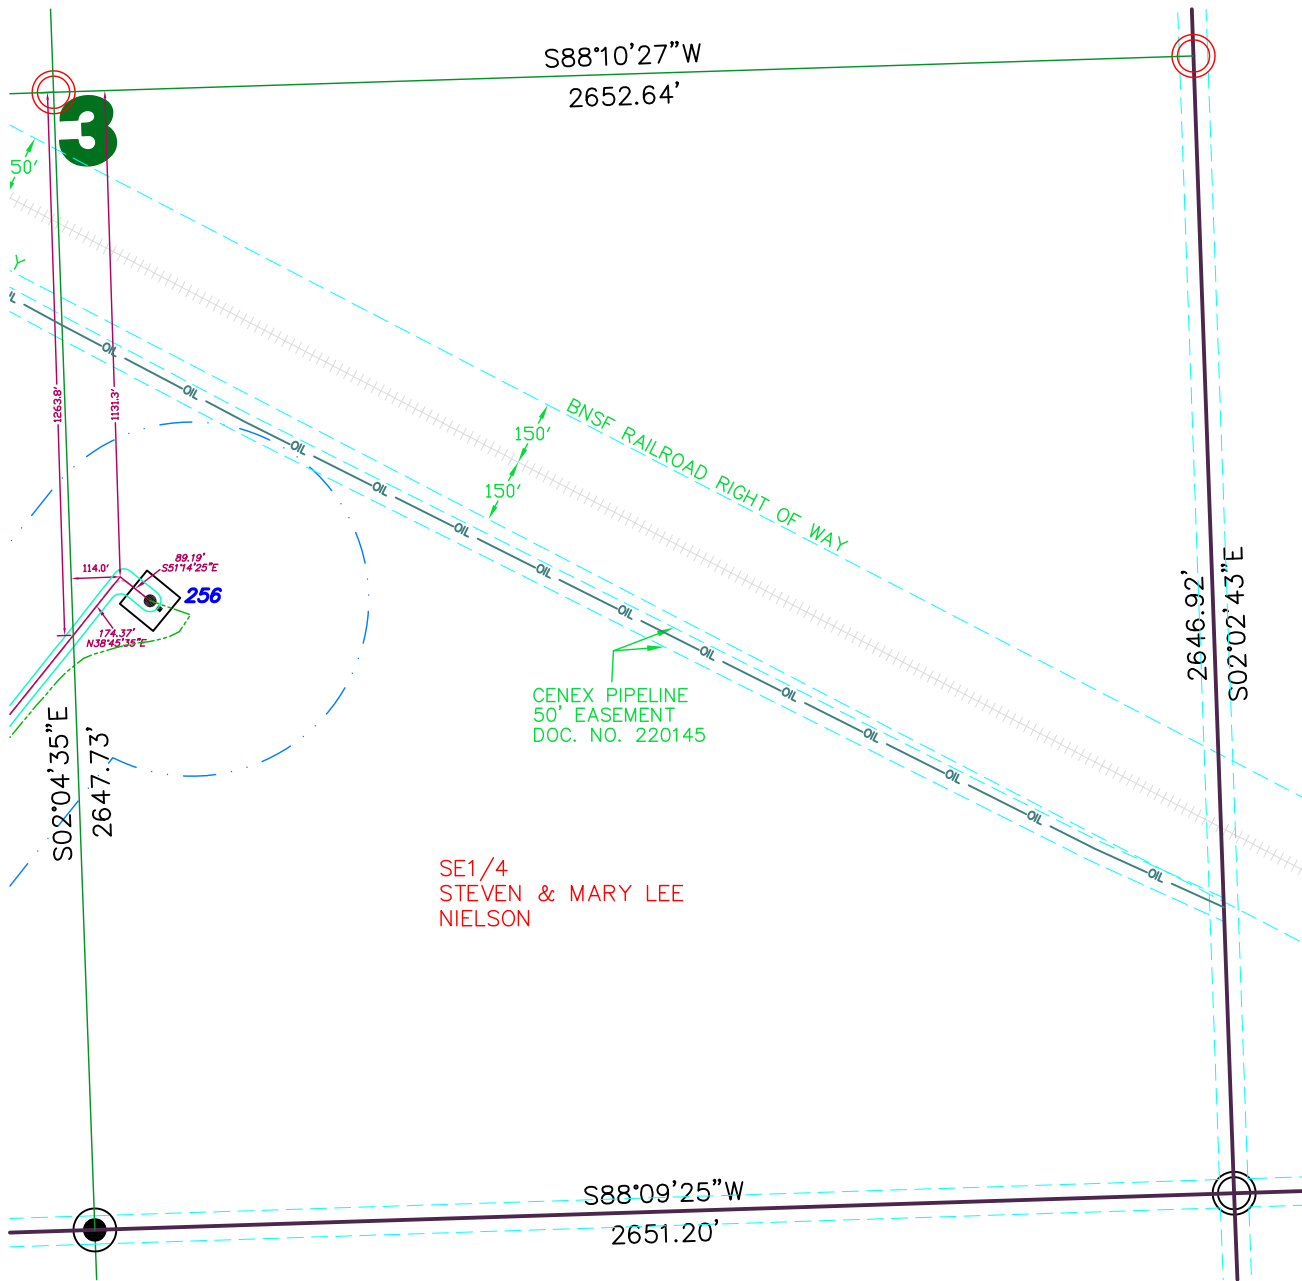 S88°10'27"W
2652.64'
3
50'
Y
OIL
OIL
OIL
OIL
OIL
OIL
OIL
OIL
OIL
OIL
OIL
OIL
OIL
1263.8'
1131.3'
150'
150'
BNSF RAILROAD RIGHT OF WAY
114.0'
89.19'
S51°14'25"E
256
174.37'
N38°45'35"E
2646.92'
S02°02'43"E
CENEX PIPELINE
50' EASEMENT
DOC. NO. 220145
S02°04'35"E
2647.73'
SE1/4
STEVEN & MARY LEE
NIELSON
S88°09'25"W
2651.20'